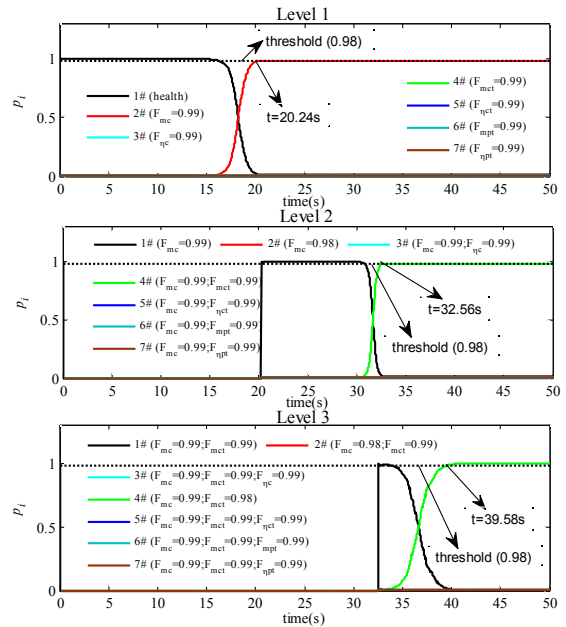 Level 1
threshold (0.98)
1
1# (health)
2# (F_mc=0.99)
3# (F_ηc=0.99)
4# (F_mct=0.99)
5# (F_ηct=0.99)
6# (F_mpt=0.99)
7# (F_ηpt=0.99)
t=20.24s
p_i
0.5
0
0 5 10 15 20 25 30 35 40 45 50
time(s)
Level 2
1# (F_mc=0.99) 2# (F_mc=0.98) 3# (F_mc=0.99;F_ηc=0.99)
1
4# (F_mc=0.99;F_mct=0.99)
5# (F_mc=0.99;F_ηct=0.99)
6# (F_mc=0.99;F_mpt=0.99)
7# (F_mc=0.99;F_ηpt=0.99)
t=32.56s
threshold (0.98)
p_i
0.5
0
0 5 10 15 20 25 30 35 40 45 50
time(s)
Level 3
1# (F_mc=0.99;F_mct=0.99) 2# (F_mc=0.98;F_mct=0.99)
1
3# (F_mc=0.99;F_mct=0.99;F_ηc=0.99)
4# (F_mc=0.99;F_mct=0.98)
5# (F_mc=0.99;F_mct=0.99;F_ηct=0.99)
6# (F_mc=0.99;F_mct=0.99;F_mpt=0.99)
7# (F_mc=0.99;F_mct=0.99;F_ηpt=0.99)
t=39.58s
threshold (0.98)
p_i
0.5
0
0 5 10 15 20 25 30 35 40 45 50
time(s)